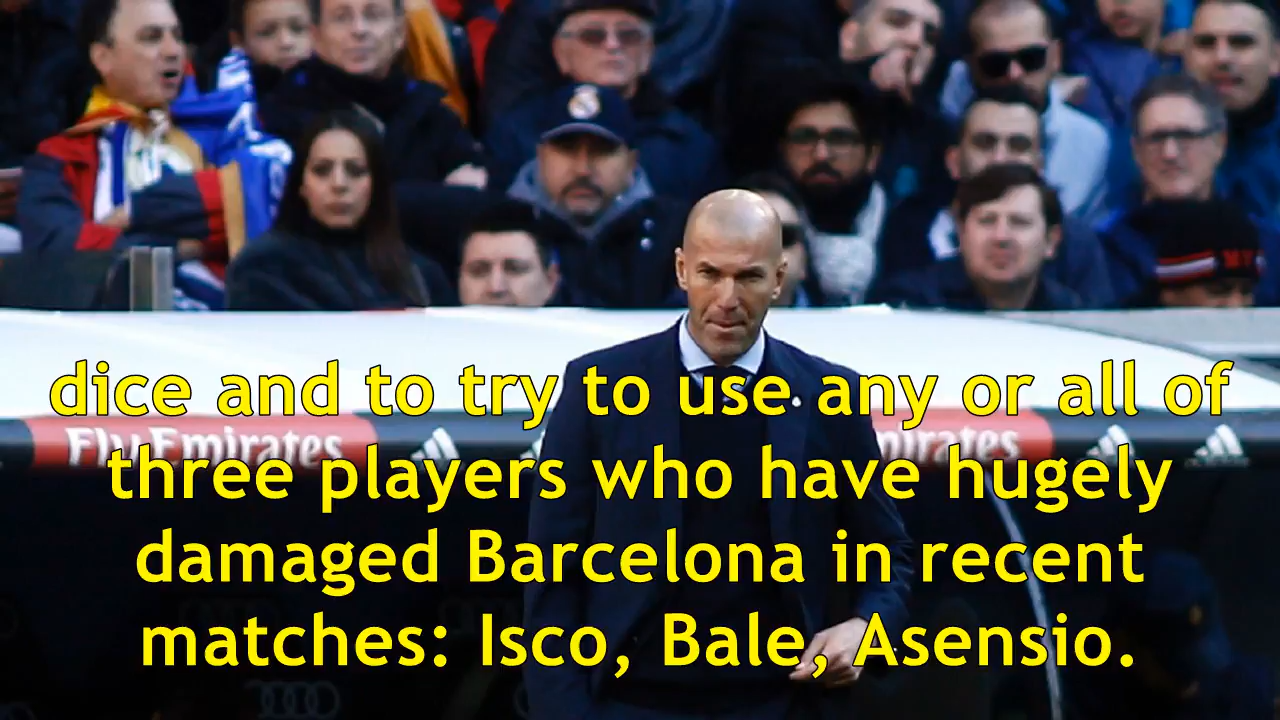 dice and to try to use any or all of
Fly Emirates
three players who have hugely
damaged Barcelona in recent
matches: Isco, Bale, Asensio.